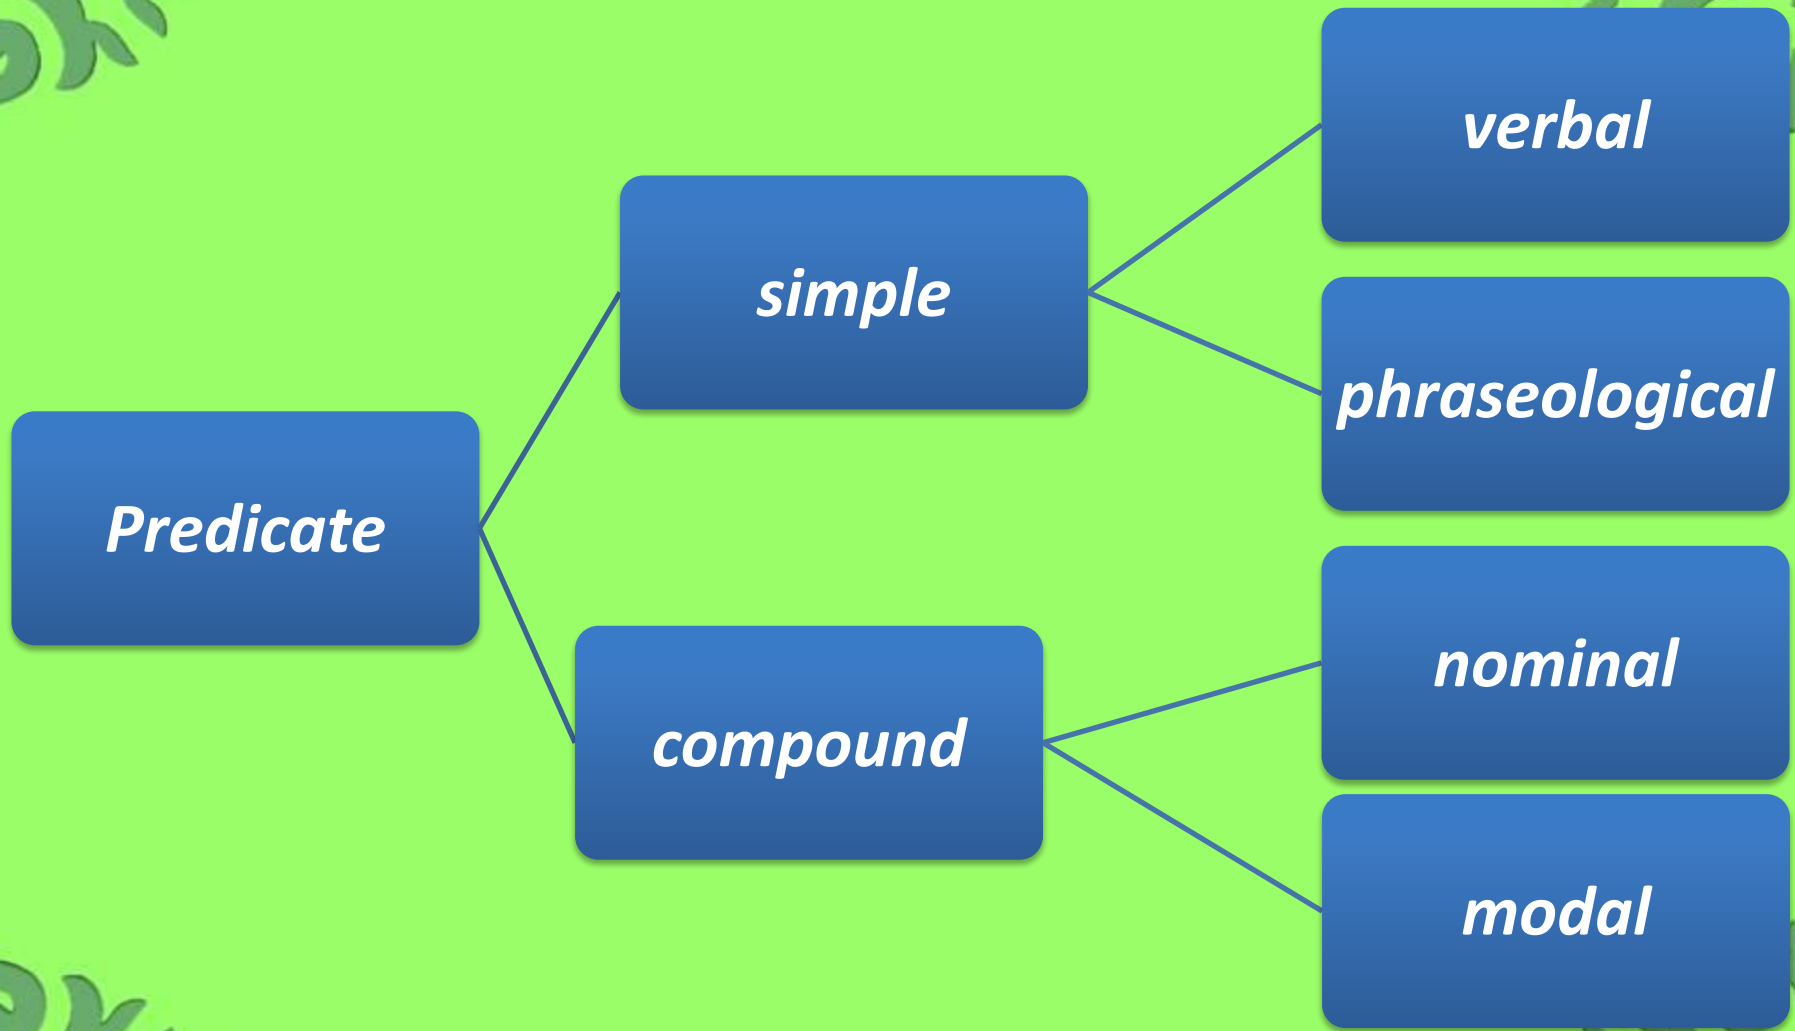 Predicate
simple
verbal
phraseological
compound
nominal
modal